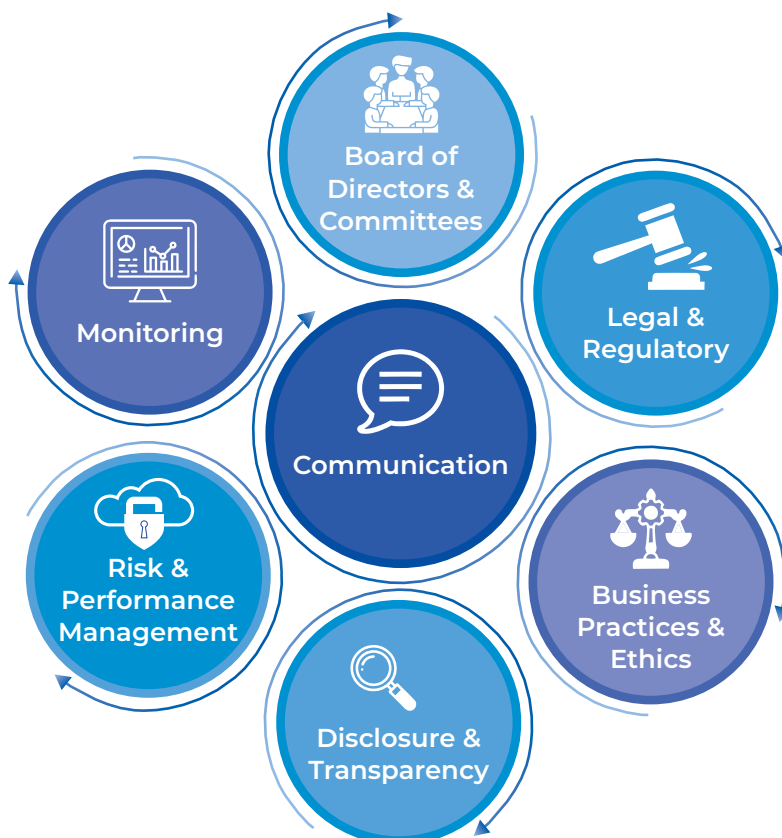 Board of
Directors &
Committees
Legal &
Regulatory
Monitoring
Communication
Business
Practices &
Ethics
Risk &
Performance
Management
Disclosure &
Transparency